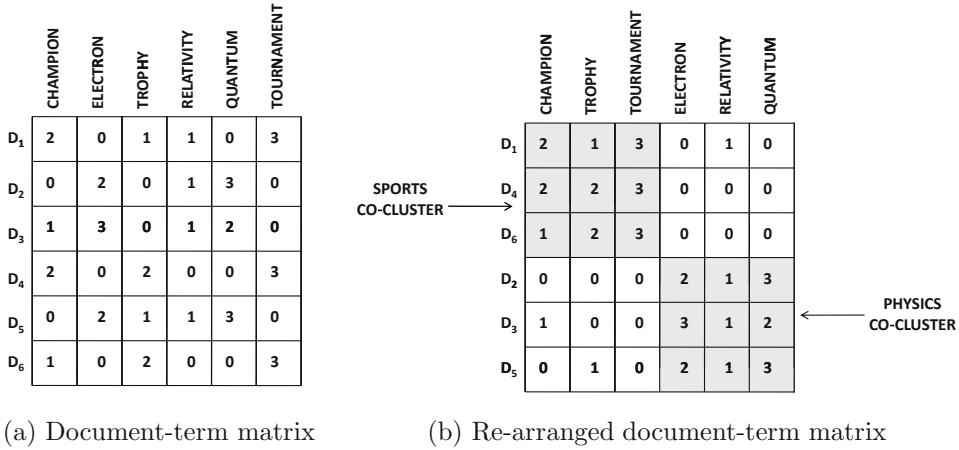 CHAMPION ELECTRON TROPHY RELATIVITY QUANTUM TOURNAMENT
D1 2 0 1 1 0 3
D2 0 2 0 1 3 0
D3 1 3 0 1 2 0
D4 2 0 2 0 0 3
D5 0 2 1 1 3 0
D6 1 0 2 0 0 3
(a) Document-term matrix
CHAMPION TROPHY TOURNAMENT ELECTRON RELATIVITY QUANTUM
D1 2 1 3 0 1 0
D4 2 2 3 0 0 0
D6 1 2 3 0 0 0
D2 0 0 0 2 1 3
D3 1 0 0 3 1 2
D5 0 1 0 2 1 3
SPORTS
CO-CLUSTER
PHYSICS
CO-CLUSTER
(b) Re-arranged document-term matrix